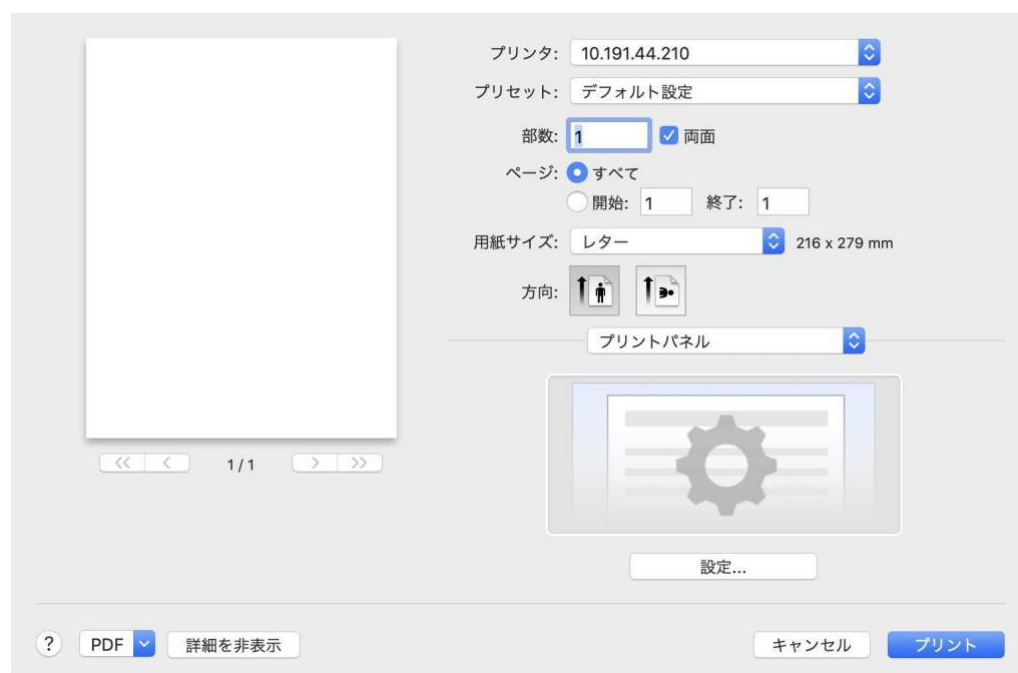 プリンタ: 10.191.44.210
プリセット: デフォルト設定
部数: 1 両面
ページ: すべて
開始: 1 終了: 1
用紙サイズ: レター 216 x 279 mm
方向:
プリントパネル
<< < 1 / 1 > >>
設定...
? PDF 詳細を非表示 キャンセル プリント